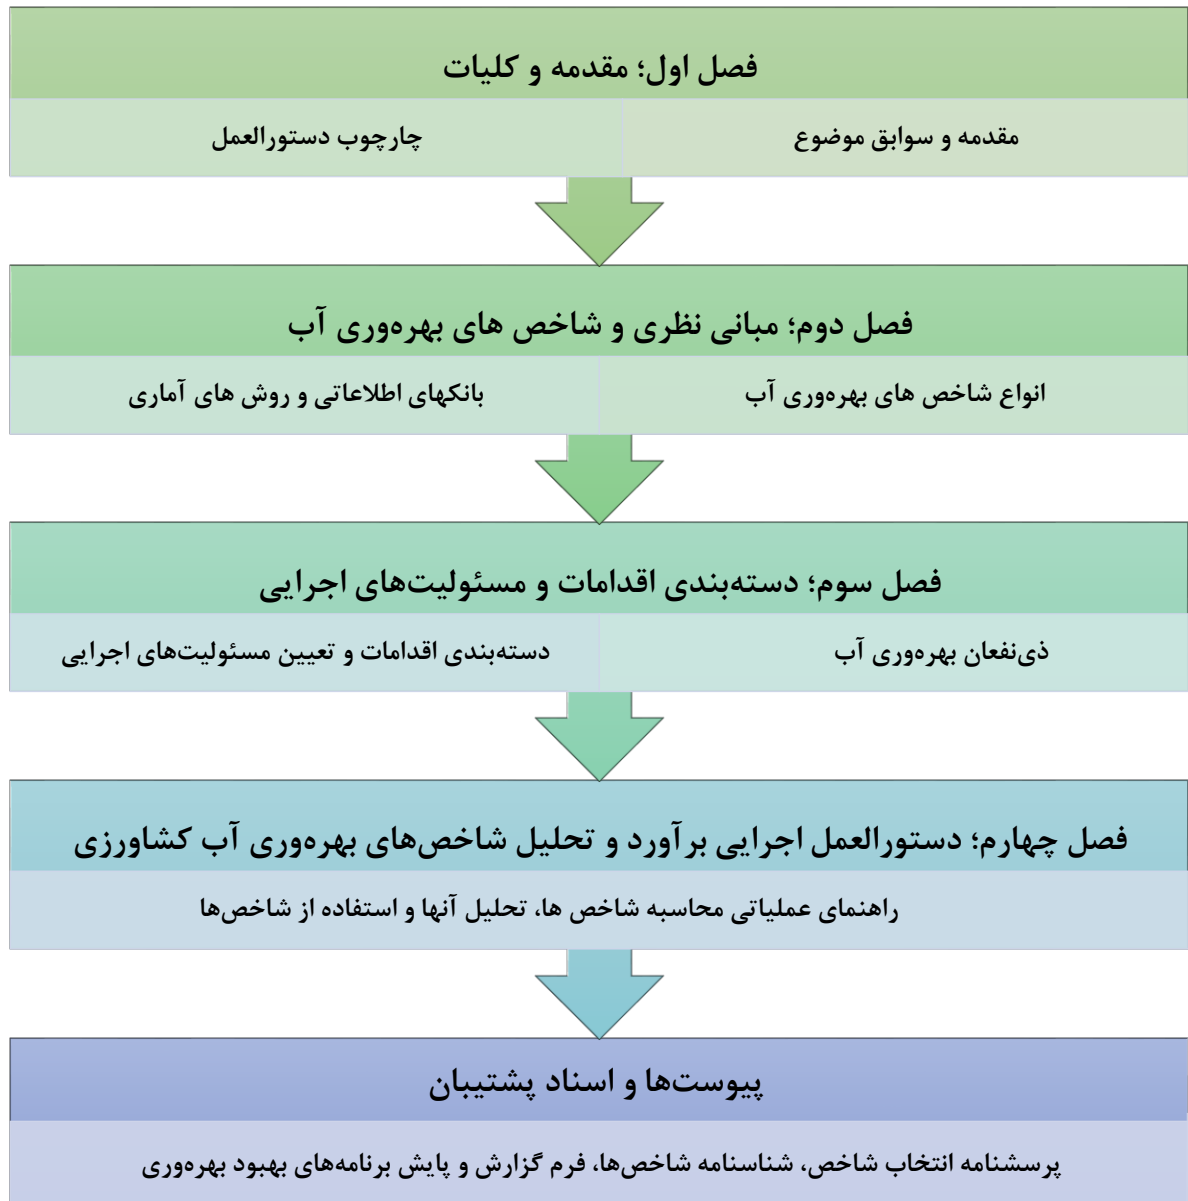 فصل اول؛ مقدمه و کلیات
مقدمه و سوابق موضوع
چارچوب دستورالعمل
فصل دوم؛ مبانی نظری و شاخص های بهره‌وری آب
انواع شاخص های بهره‌وری آب
بانکهای اطلاعاتی و روش های آماری
فصل سوم؛ دسته‌بندی اقدامات و مسئولیت‌های اجرایی
ذی‌نفعان بهره‌وری آب
دسته‌بندی اقدامات و تعیین مسئولیت‌های اجرایی
فصل چهارم؛ دستورالعمل اجرایی برآورد و تحلیل شاخص‌های بهره‌وری آب کشاورزی
راهنمای عملیاتی محاسبه شاخص ها، تحلیل آنها و استفاده از شاخص‌ها
پیوست‌ها و اسناد پشتیبان
پرسشنامه انتخاب شاخص، شناسنامه شاخص‌ها، فرم گزارش و پایش برنامه‌های بهبود بهره‌وری